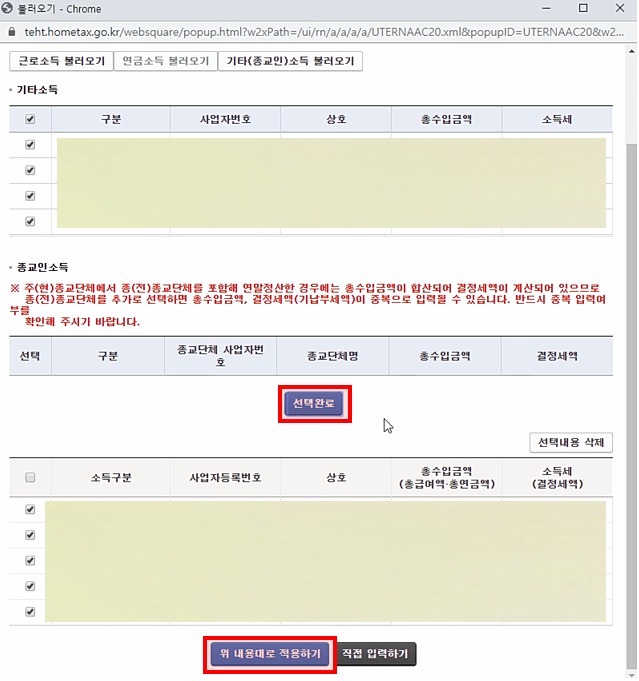 불러오기 - Chrome
teht.hometax.go.kr/websquare/popup.html?w2xPath=/ui/rn/a/a/a/a/UTERNAAC20.xml&popupID=UTERNAAC20&w2...
근로소득 불러오기 연금소득 불러오기 기타(종교인)소득 불러오기
· 기타소득
구분 사업자번호 상호 총수입금액 소득세
· 종교인소득
※ 주(현)종교단체에서 종(전)종교단체를 포함해 연말정산한 경우에는 총수입금액이 합산되어 결정세액이 계산되어 있으므로
종(전)종교단체를 추가로 선택하면 총수입금액, 결정세액(기납부세액)이 중복으로 입력될 수 있습니다. 반드시 중복 입력여
부를
확인해 주시기 바랍니다.
선택 구분 종교단체 사업자번
호 종교단체명 총수입금액 결정세액
선택완료
선택내용 삭제
소득구분 사업자등록번호 상호 총수입금액
(총급여액·총연금액) 소득세
(결정세액)
위 내용대로 적용하기 직접 입력하기